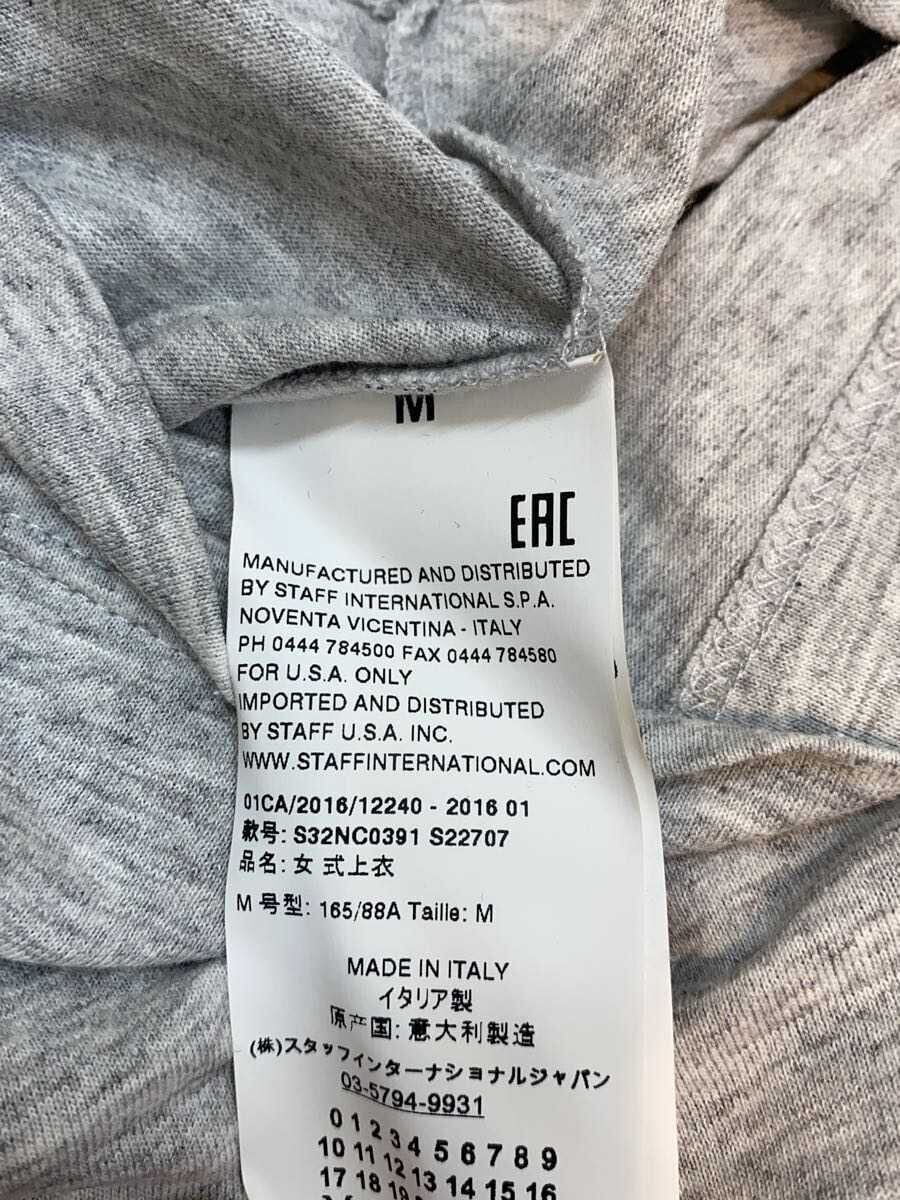 M
EAC
MANUFACTURED AND DISTRIBUTED
BY STAFF INTERNATIONAL S.P.A.
NOVENTA VICENTINA - ITALY
PH 0444 784500 FAX 0444 784580
FOR U.S.A. ONLY
IMPORTED AND DISTRIBUTED
BY STAFF U.S.A. INC.
WWW.STAFFINTERNATIONAL.COM
01CA/2016/12240 - 2016 01
款号: S32NC0391 S22707
品名: 女 式上衣
M 号型: 165/88A Taille: M
MADE IN ITALY
イタリア製
原产国: 意大利製造
(株)スタッフインターナショナルジャパン
03-5794-9931
0 1 2 3 4 5 6 7 8 9
10 11 12 13 14 15 16
17 18 19